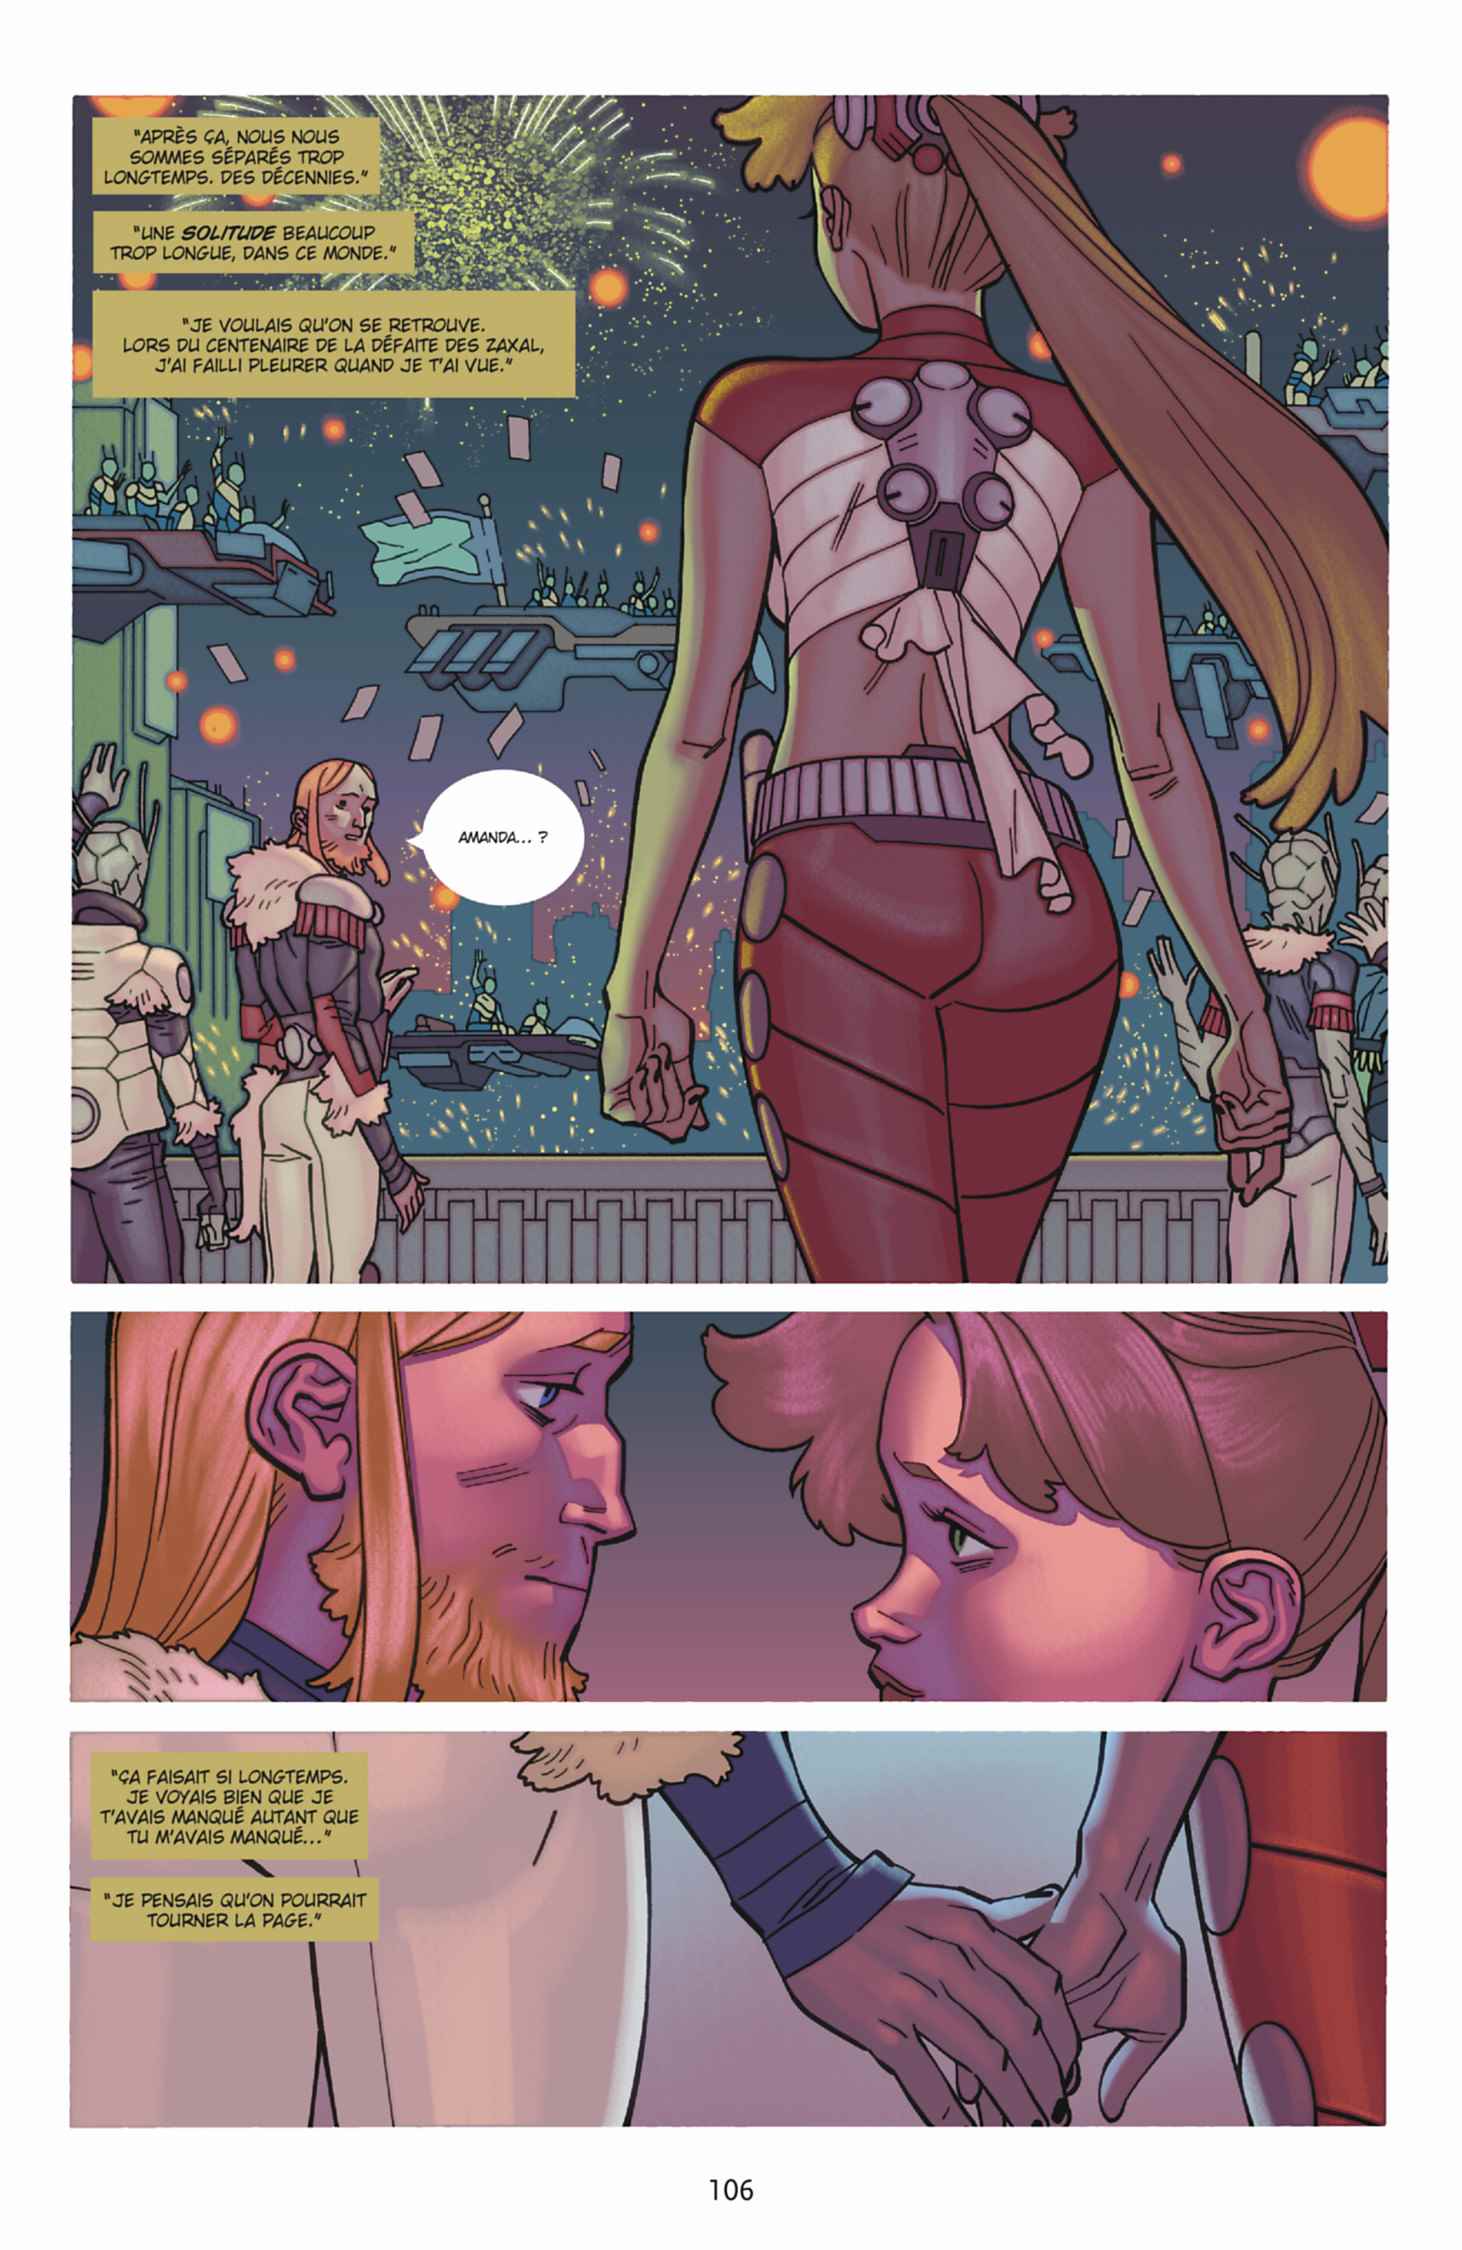 "APRÈS ÇA, NOUS NOUS
SOMMES SÉPARÉS TROP
LONGTEMPS. DES DÉCENNIES."
"UNE SOLITUDE BEAUCOUP
TROP LONGUE, DANS CE MONDE."
"JE VOULAIS QU'ON SE RETROUVE.
LORS DU CENTENAIRE DE LA DÉFAITE DES ZAXAL,
J'AI FAILLI PLEURER QUAND JE T'AI VUE."
AMANDA... ?
"ÇA FAISAIT SI LONGTEMPS.
JE VOYAIS BIEN QUE JE
T'AVAIS MANQUÉ AUTANT QUE
TU M'AVAIS MANQUÉ..."
"JE PENSAIS QU'ON POURRAIT
TOURNER LA PAGE."
106